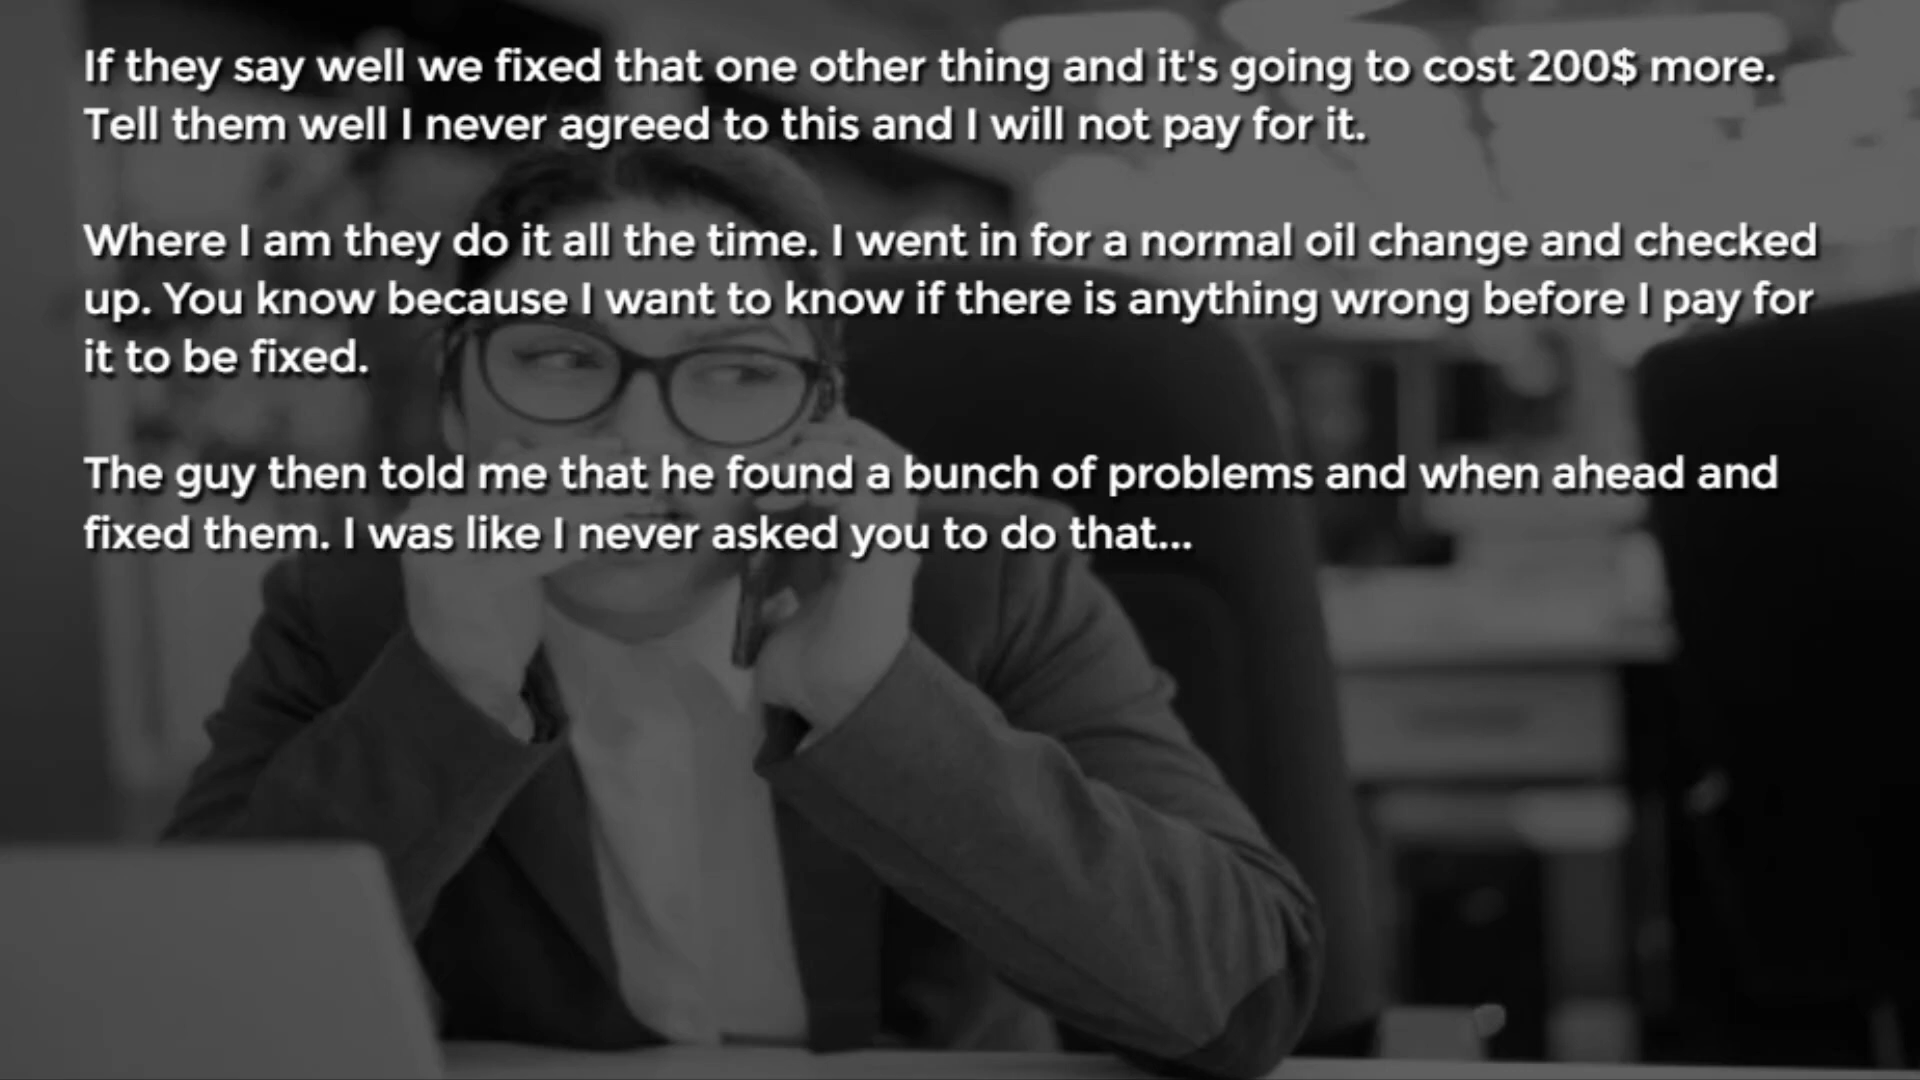 If they say well we fixed that one other thing and it's going to cost 200$ more.
Tell them well I never agreed to this and I will not pay for it.
Where I am they do it all the time. I went in for a normal oil change and checked
up. You know because I want to know if there is anything wrong before I pay for
it to be fixed.
The guy then told me that he found a bunch of problems and when ahead and
fixed them. I was like I never asked you to do that...